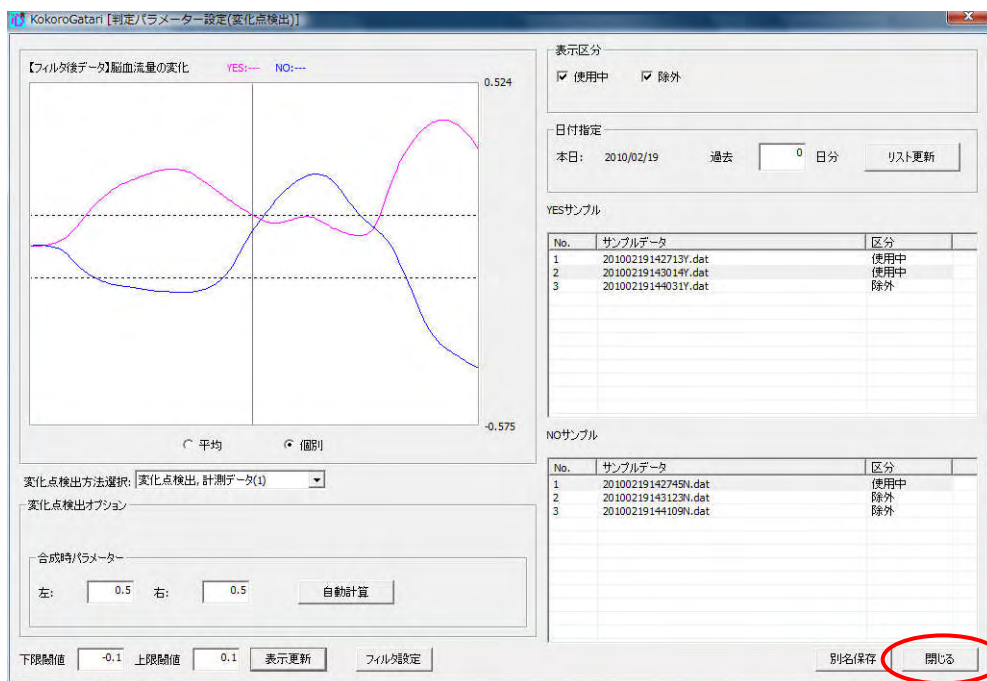 KokoroGatari [判定パラメーター設定(変化点検出)]
【フィルタ後データ】脳血流量の変化 YES:--- NO:---
0.524
-0.575
平均 個別
変化点検出方法選択: 変化点検出, 計測データ(1)
変化点検出オプション
合成時パラメーター
左: 0.5 右: 0.5 自動計算
下限閾値 -0.1 上限閾値 0.1 表示更新 フィルタ設定
表示区分
使用中 除外
日付指定
本日: 2010/02/19 過去 0 日分 リスト更新
YESサンプル
No. サンプルデータ 区分
1 20100219142713Y.dat 使用中
2 20100219143014Y.dat 使用中
3 20100219144031Y.dat 除外
NOサンプル
No. サンプルデータ 区分
1 20100219142745N.dat 使用中
2 20100219143123N.dat 除外
3 20100219144109N.dat 除外
別名保存 閉じる